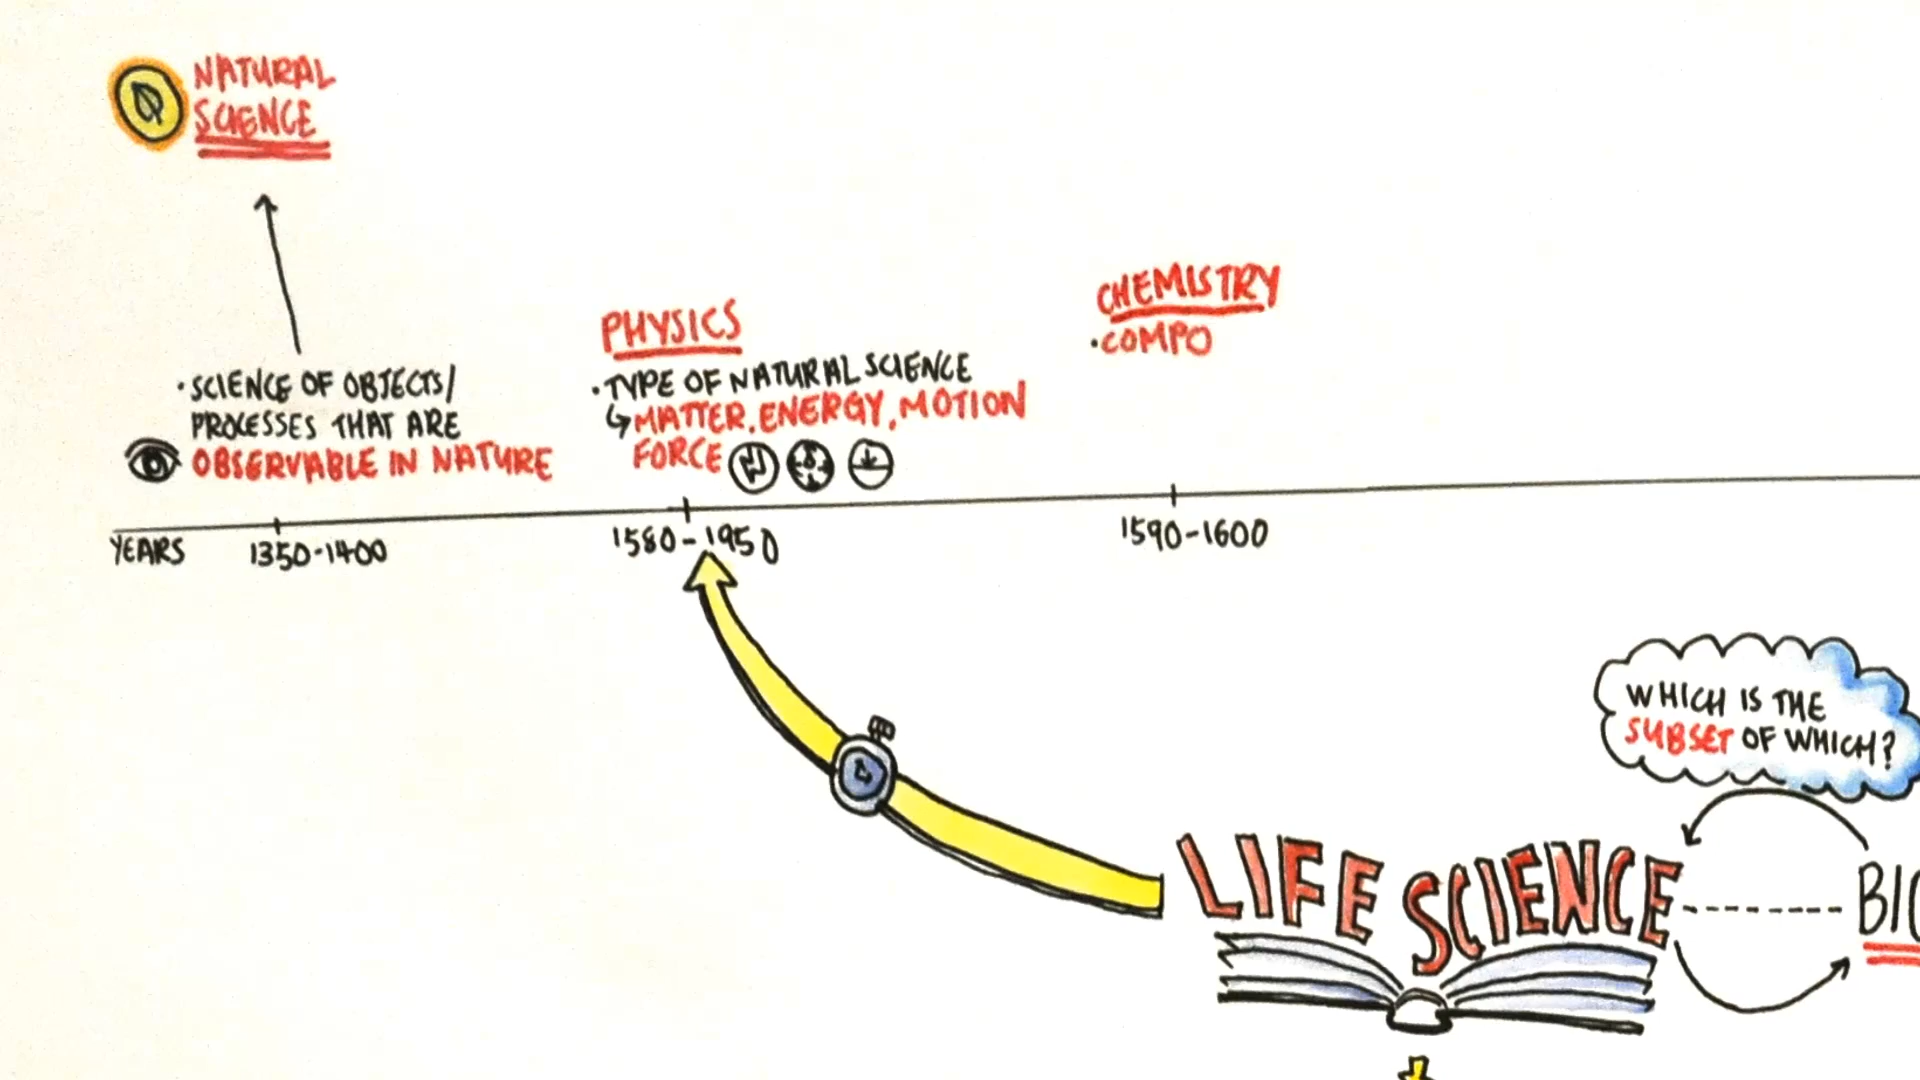 NATURAL
SCIENCE
·SCIENCE OF OBJECTS/
PROCESSES THAT ARE
OBSERVABLE IN NATURE
PHYSICS
·TYPE OF NATURAL SCIENCE
↳MATTER, ENERGY, MOTION
FORCE
CHEMISTRY
·COMPO
YEARS
1350-1400
1580-1950
1590-1600
WHICH IS THE
SUBSET OF WHICH?
LIFE SCIENCE
BIO